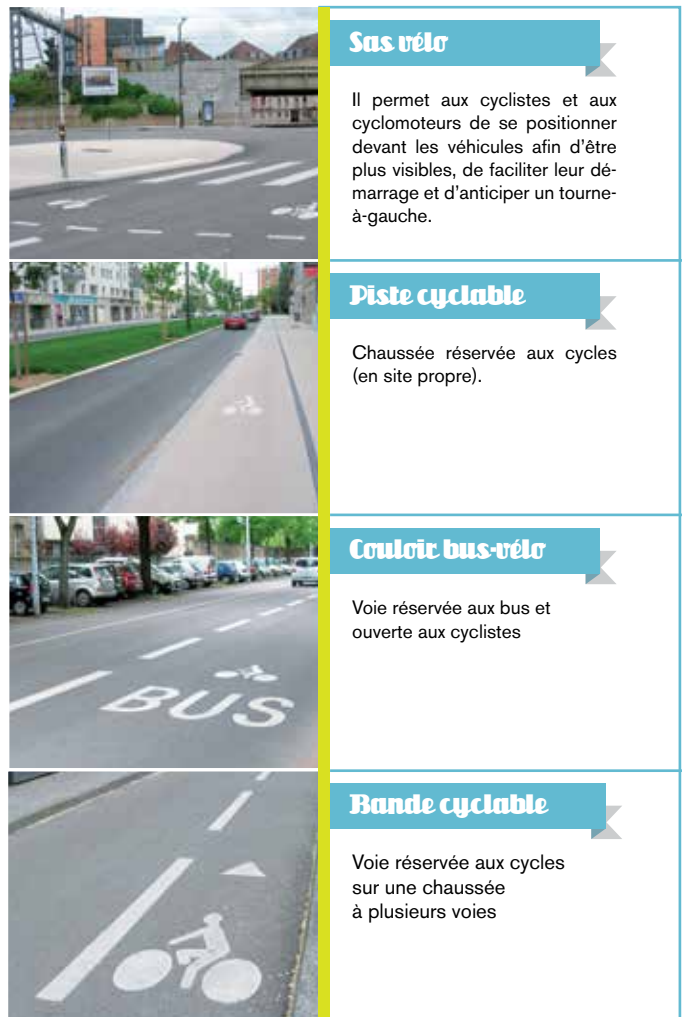 Sas vélo
Il permet aux cyclistes et aux
cyclomoteurs de se positionner
devant les véhicules afin d'être
plus visibles, de faciliter leur dé-
marrage et d'anticiper un tourne-
à-gauche.
Piste cyclable
Chaussée réservée aux cycles
(en site propre).
Couloir bus-vélo
Voie réservée aux bus et
ouverte aux cyclistes
BUS
Bande cyclable
Voie réservée aux cycles
sur une chaussée
à plusieurs voies